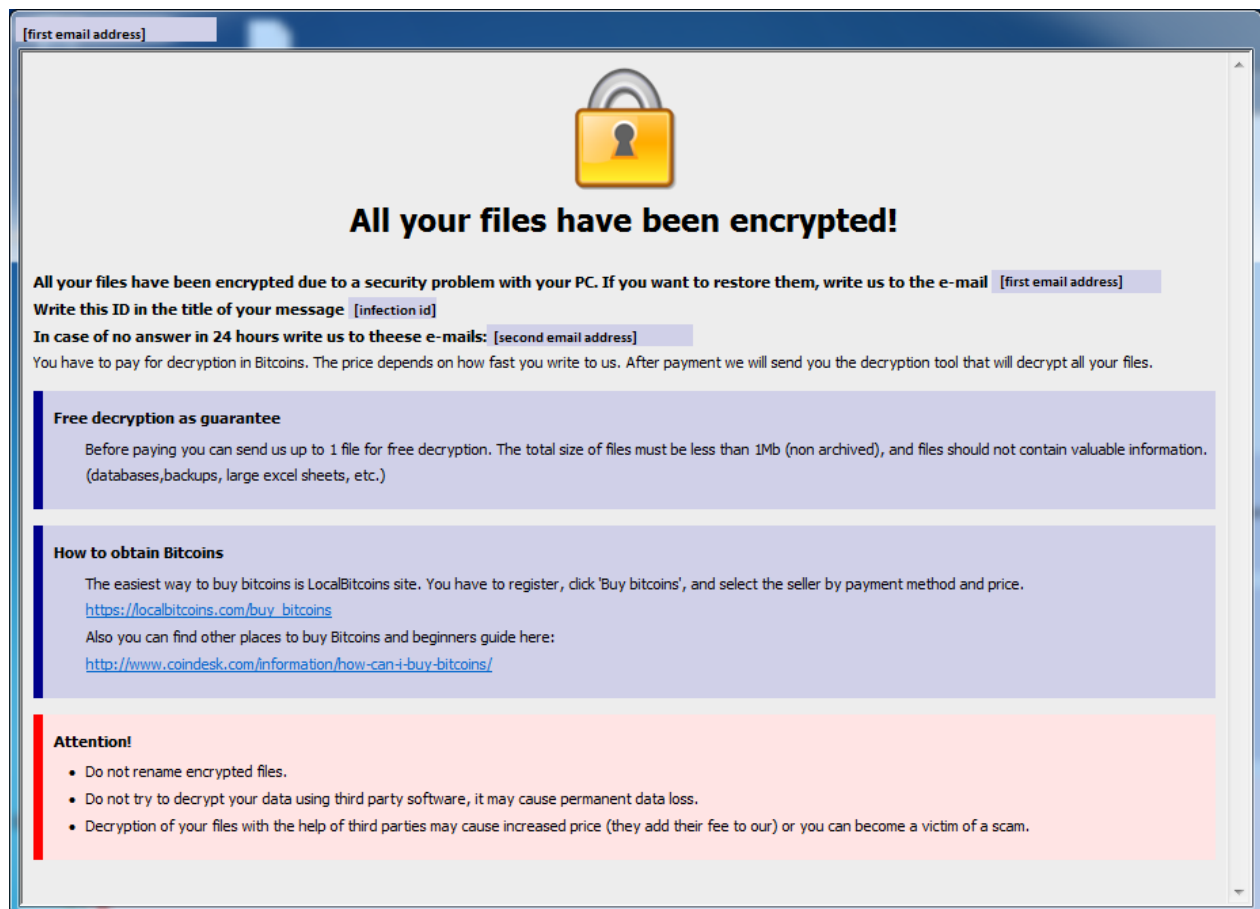 [first email address]
All your files have been encrypted!
All your files have been encrypted due to a security problem with your PC. If you want to restore them, write us to the e-mail [first email address]
Write this ID in the title of your message [infection id]
In case of no answer in 24 hours write us to theese e-mails: [second email address]
You have to pay for decryption in Bitcoins. The price depends on how fast you write to us. After payment we will send you the decryption tool that will decrypt all your files.
Free decryption as guarantee
Before paying you can send us up to 1 file for free decryption. The total size of files must be less than 1Mb (non archived), and files should not contain valuable information.
(databases,backups, large excel sheets, etc.)
How to obtain Bitcoins
The easiest way to buy bitcoins is LocalBitcoins site. You have to register, click 'Buy bitcoins', and select the seller by payment method and price.
https://localbitcoins.com/buy_bitcoins
Also you can find other places to buy Bitcoins and beginners guide here:
http://www.coindesk.com/information/how-can-i-buy-bitcoins/
Attention!
• Do not rename encrypted files.
• Do not try to decrypt your data using third party software, it may cause permanent data loss.
• Decryption of your files with the help of third parties may cause increased price (they add their fee to our) or you can become a victim of a scam.